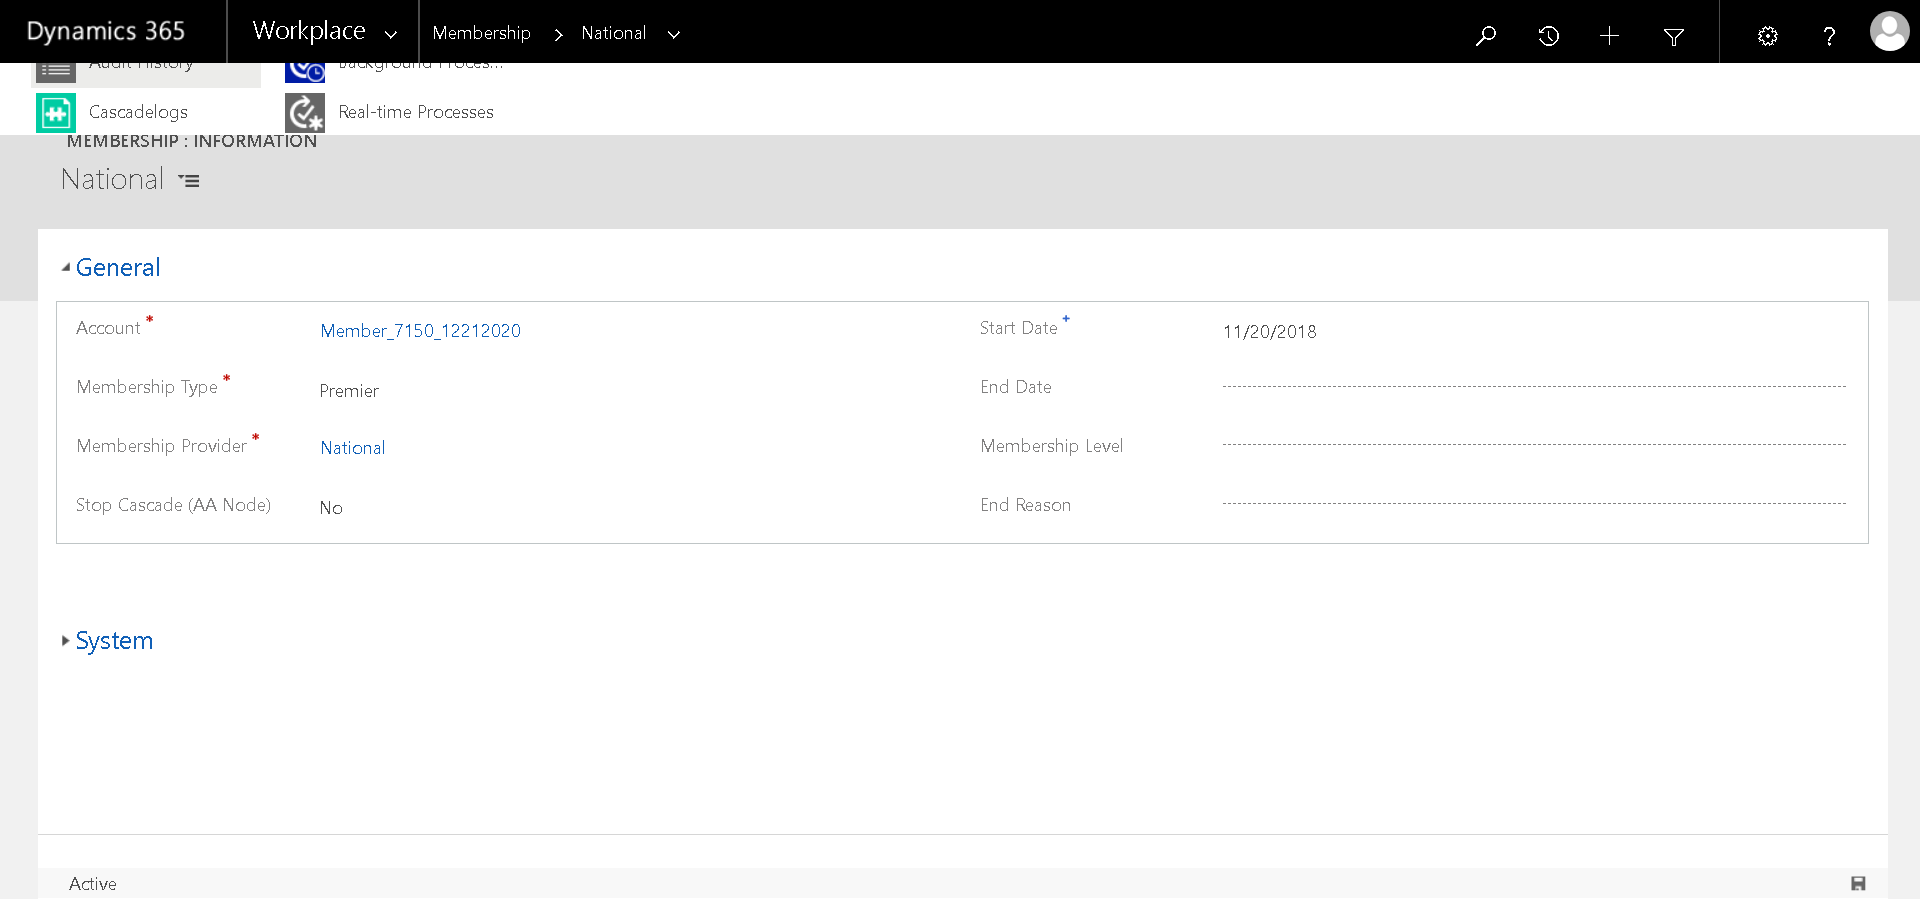 Dynamics 365 Workplace Membership National
Audit History Background Proces...
Cascadelogs Real-time Processes
MEMBERSHIP : INFORMATION
National
General
Account * Member_7150_12212020 Start Date + 11/20/2018
Membership Type * Premier End Date
Membership Provider * National Membership Level
Stop Cascade (AA Node) No End Reason
System
Active